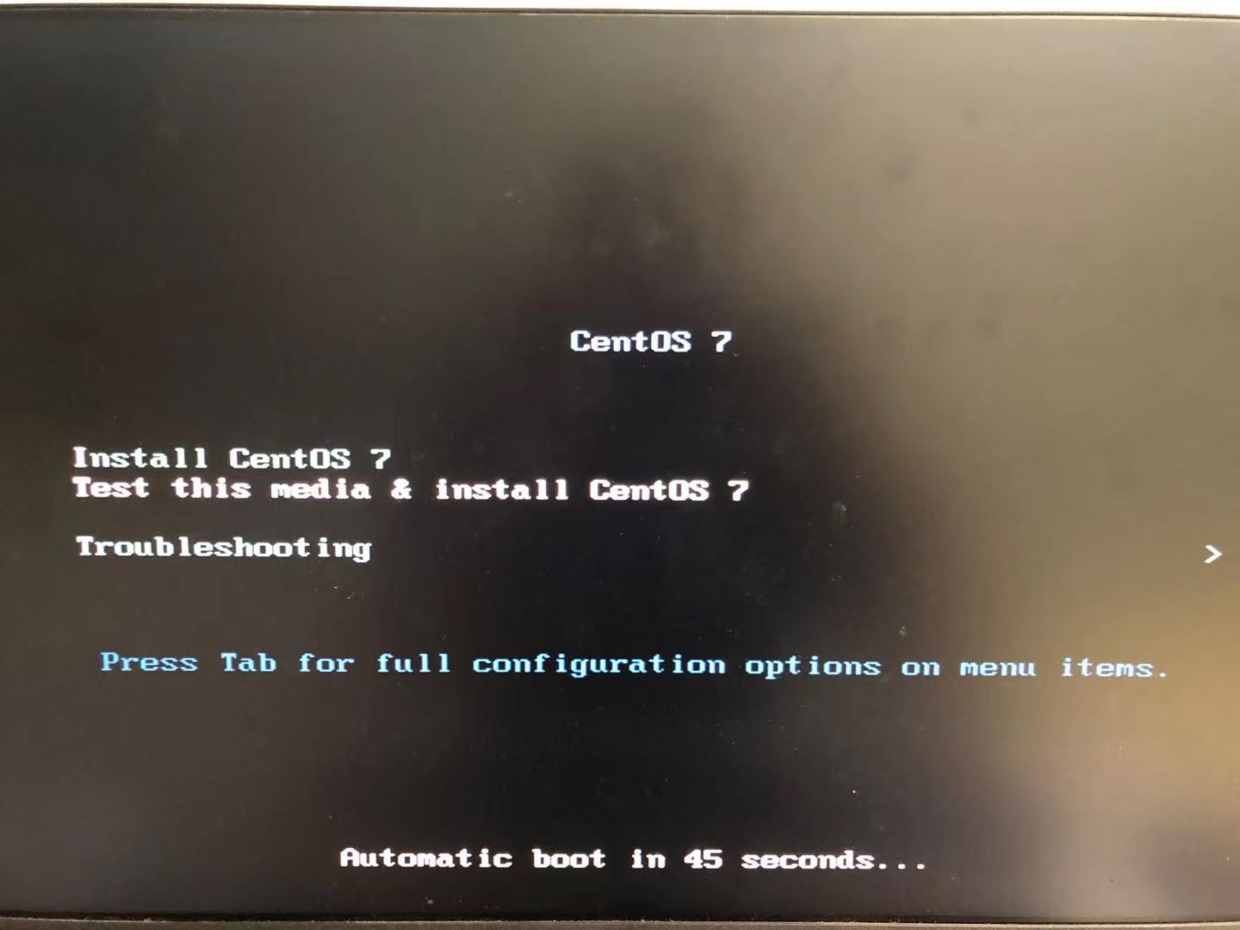 CentOS 7
Install CentOS 7
Test this media & install CentOS 7
Troubleshooting >
Press Tab for full configuration options on menu items.
Automatic boot in 45 seconds...